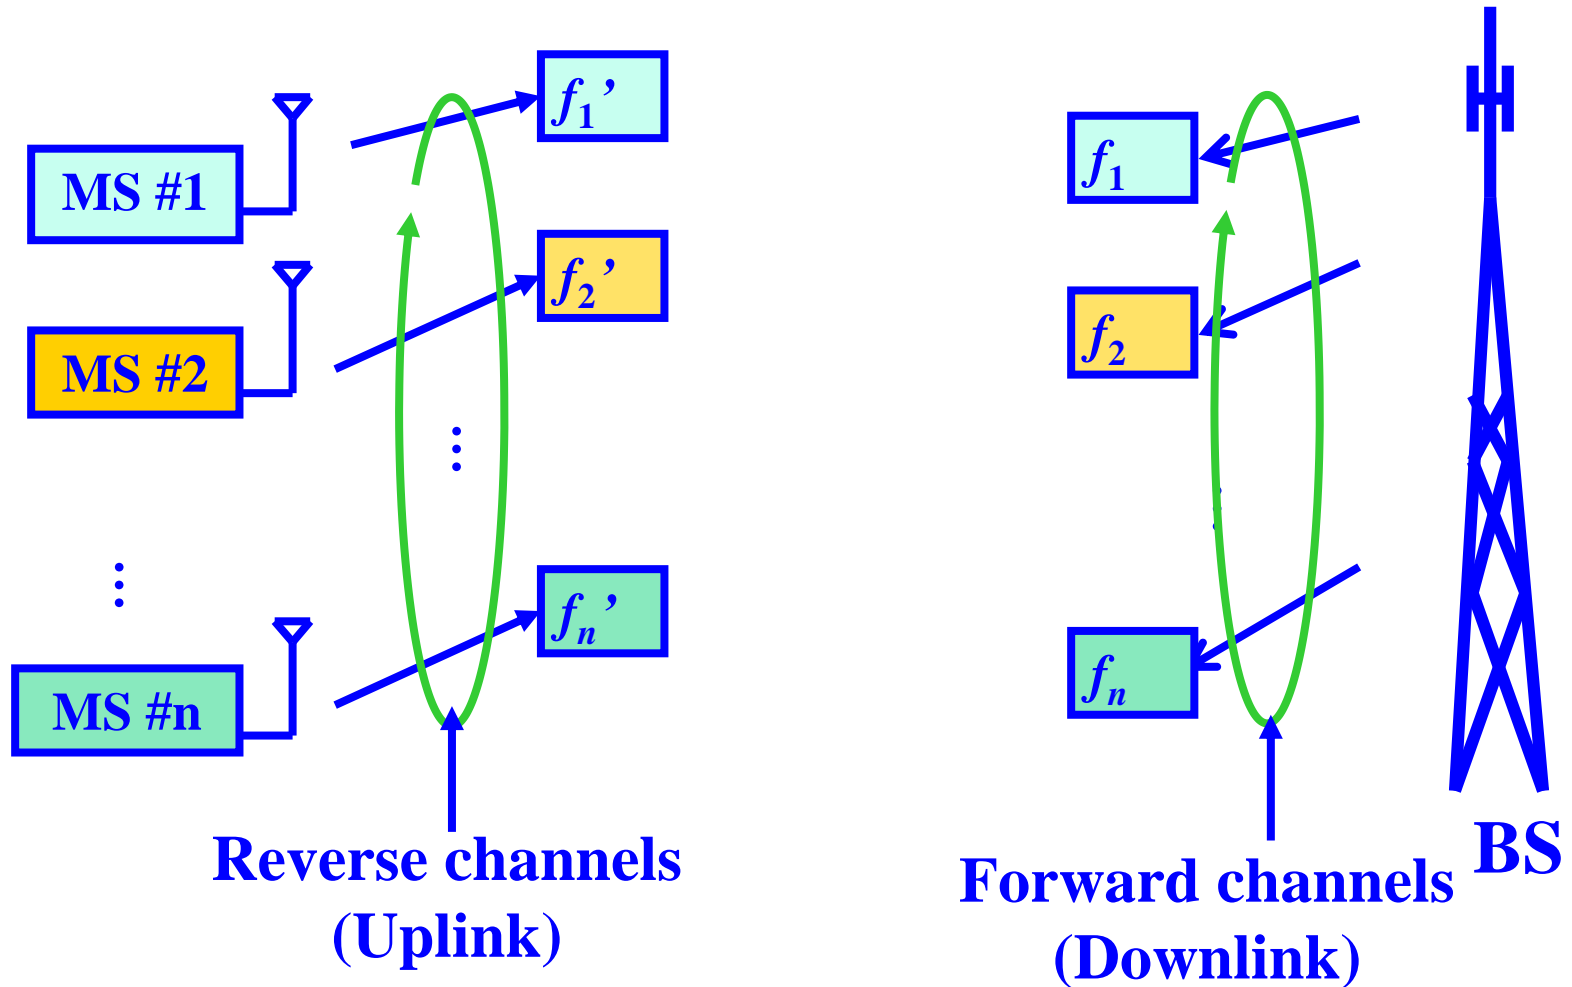 MS #1
f1’
f1
MS #2
f2’
f2
⋮
⋮
MS #n
fn’
fn
Reverse channels
(Uplink)
Forward channels
(Downlink)
BS